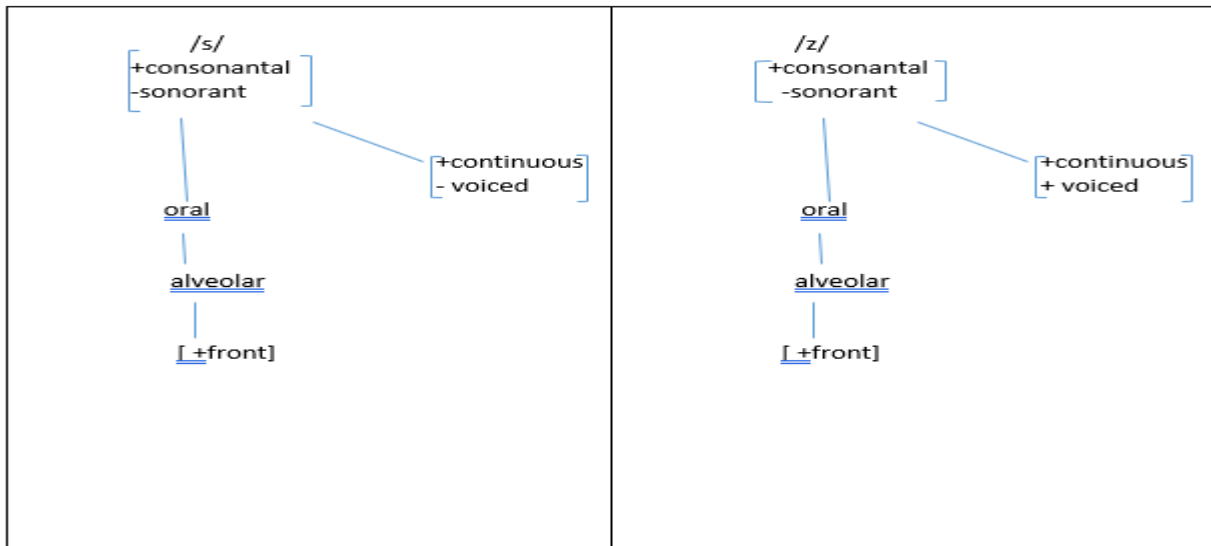 /s/
+consonantal
-sonorant
+continuous
- voiced
oral
alveolar
[ +front]
/z/
+consonantal
-sonorant
+continuous
+ voiced
oral
alveolar
[ +front]